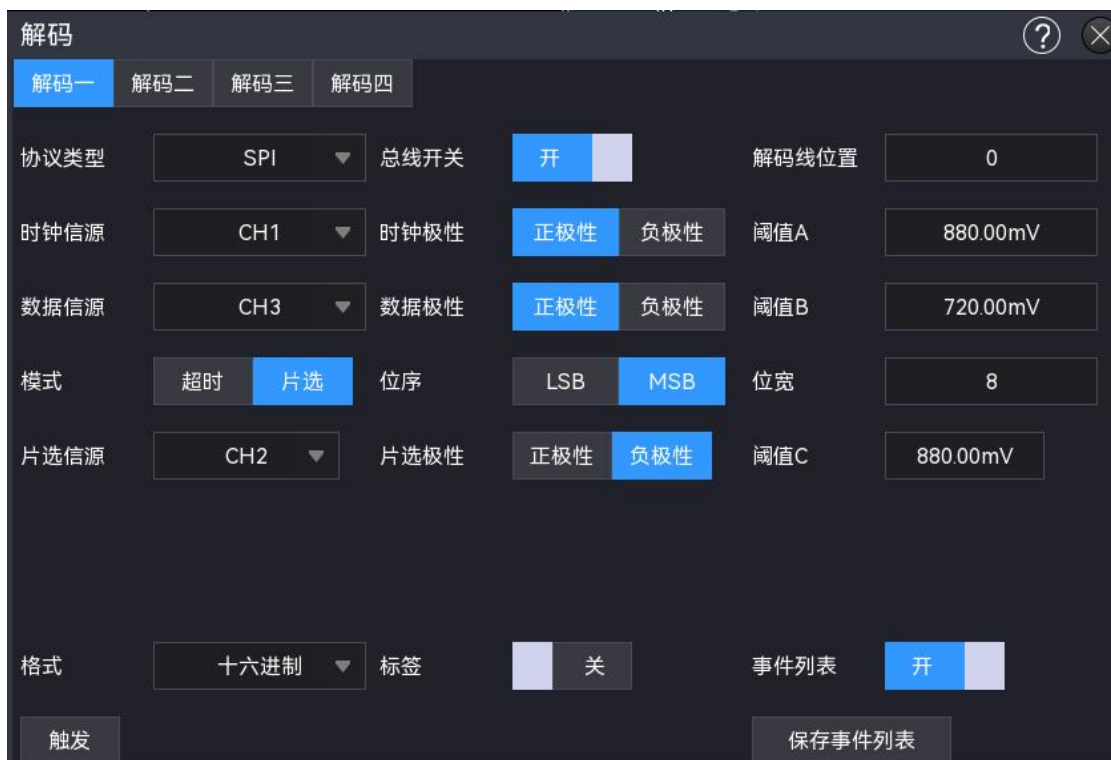 解码
解码一 解码二 解码三 解码四
协议类型 SPI 总线开关 开 解码线位置 0
时钟信源 CH1 时钟极性 正极性 负极性 阈值A 880.00mV
数据信源 CH3 数据极性 正极性 负极性 阈值B 720.00mV
模式 超时 片选 位序 LSB MSB 位宽 8
片选信源 CH2 片选极性 正极性 负极性 阈值C 880.00mV
格式 十六进制 标签 关 事件列表 开
触发 保存事件列表